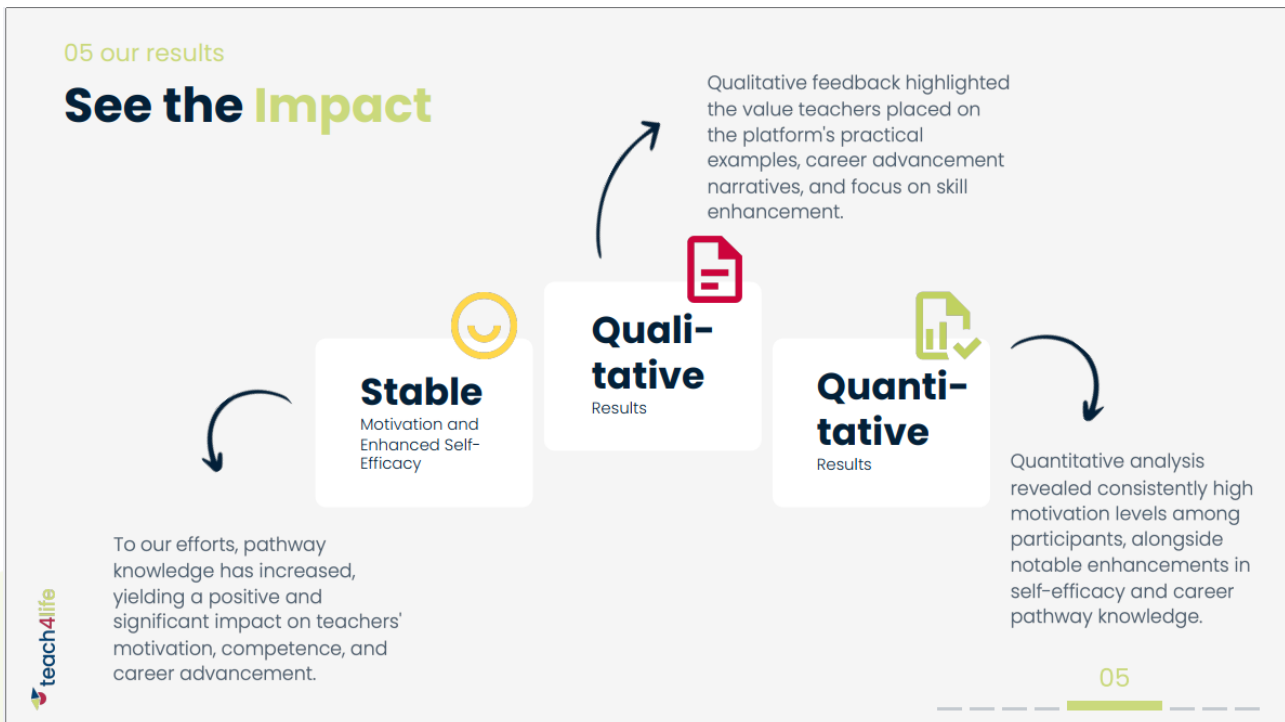 05 our results
See the Impact
Qualitative feedback highlighted
the value teachers placed on
the platform's practical
examples, career advancement
narratives, and focus on skill
enhancement.
Stable
Motivation and
Enhanced Self-
Efficacy
Quali-
tative
Results
Quanti-
tative
Results
To our efforts, pathway
knowledge has increased,
yielding a positive and
significant impact on teachers'
motivation, competence, and
career advancement.
Quantitative analysis
revealed consistently high
motivation levels among
participants, alongside
notable enhancements in
self-efficacy and career
pathway knowledge.
teach4life
05